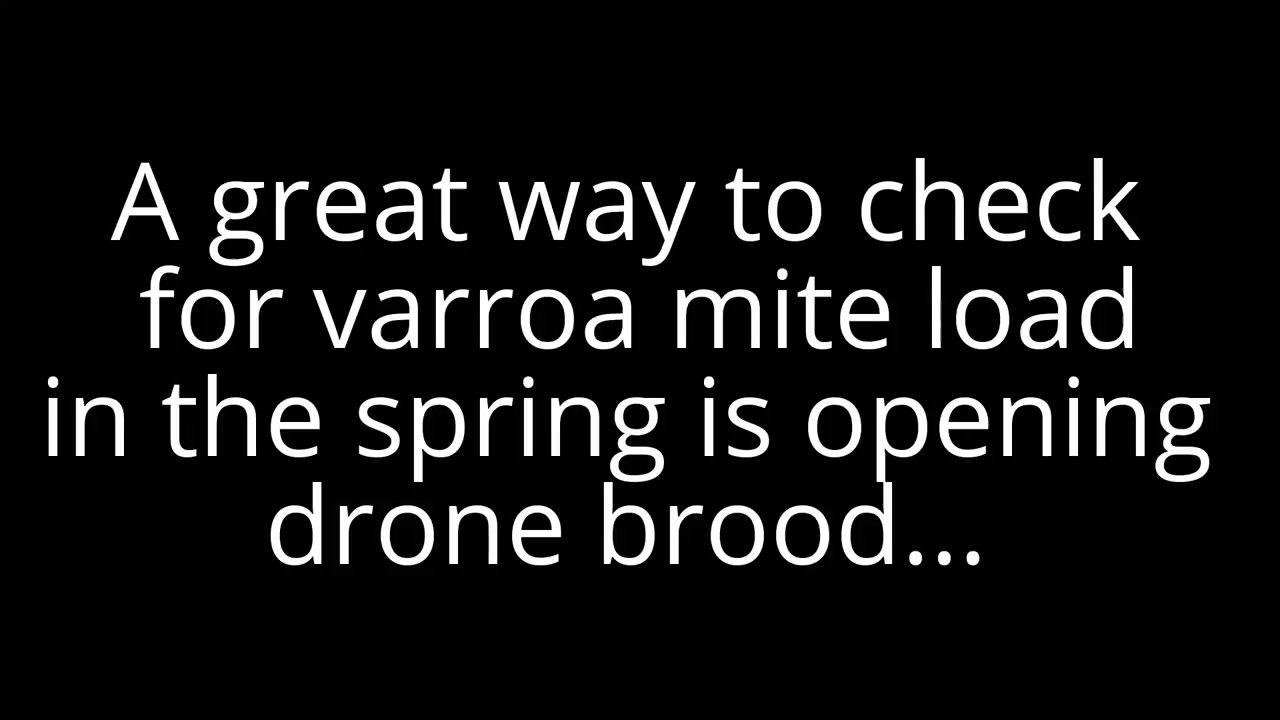 A great way to check
for varroa mite load
in the spring is opening
drone brood...